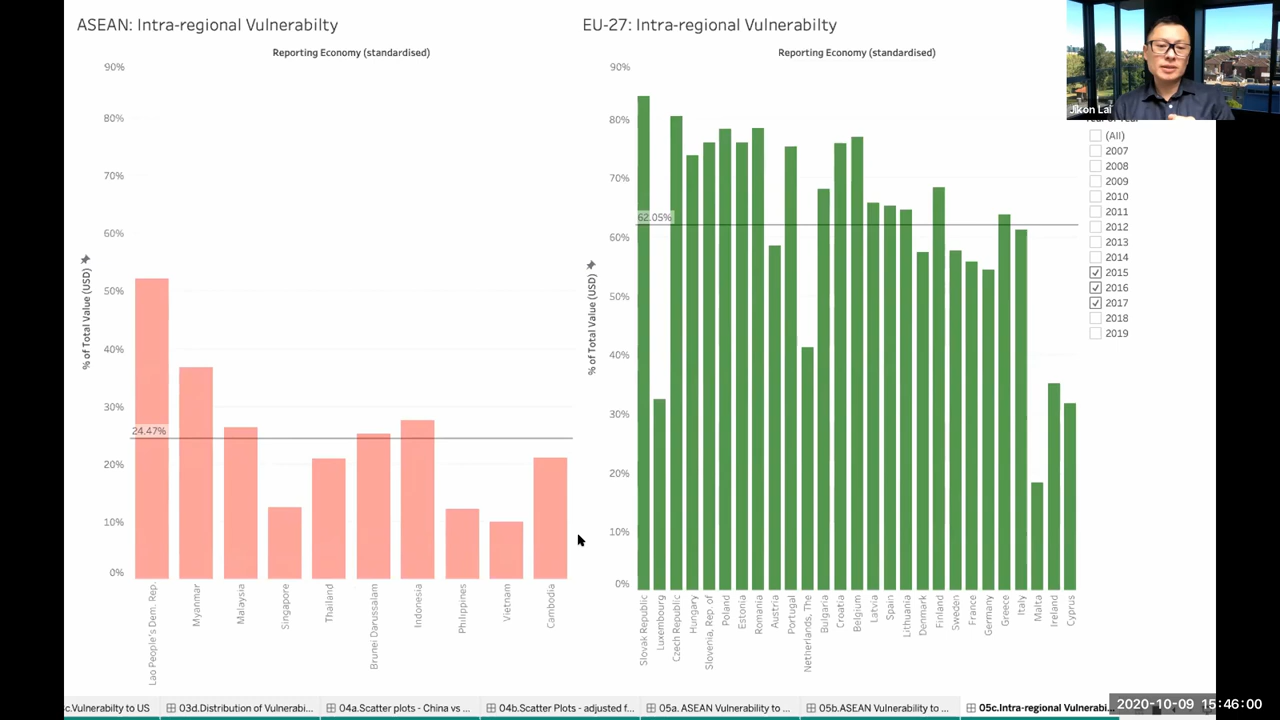 ASEAN: Intra-regional Vulnerabilty
Reporting Economy (standardised)
90%
80%
70%
60%
50%
40%
30%
20%
10%
0%
% of Total Value (USD)
24.47%
Lao People's Dem. Rep.
Myanmar
Malaysia
Singapore
Thailand
Brunei Darussalam
Indonesia
Philippines
Vietnam
Cambodia
EU-27: Intra-regional Vulnerabilty
Reporting Economy (standardised)
90%
80%
70%
60%
50%
40%
30%
20%
10%
0%
% of Total Value (USD)
62.05%
Slovak Republic
Luxembourg
Czech Republic
Hungary
Slovenia, Rep. of
Poland
Estonia
Romania
Austria
Portugal
Netherlands, The
Bulgaria
Croatia
Belgium
Latvia
Spain
Lithuania
Denmark
Finland
Sweden
France
Germany
Greece
Italy
Malta
Ireland
Cyprus
Jikon Lai
(All)
2007
2008
2009
2010
2011
2012
2013
2014
2015
2016
2017
2018
2019
c.Vulnerabilty to US
03d.Distribution of Vulnerabi...
04a.Scatter plots - China vs ...
04b.Scatter Plots - adjusted f...
05a. ASEAN Vulnerability to ...
05b.ASEAN Vulnerability to ...
05c.Intra-regional Vulnerabi...
2020-10-09 15:46:00